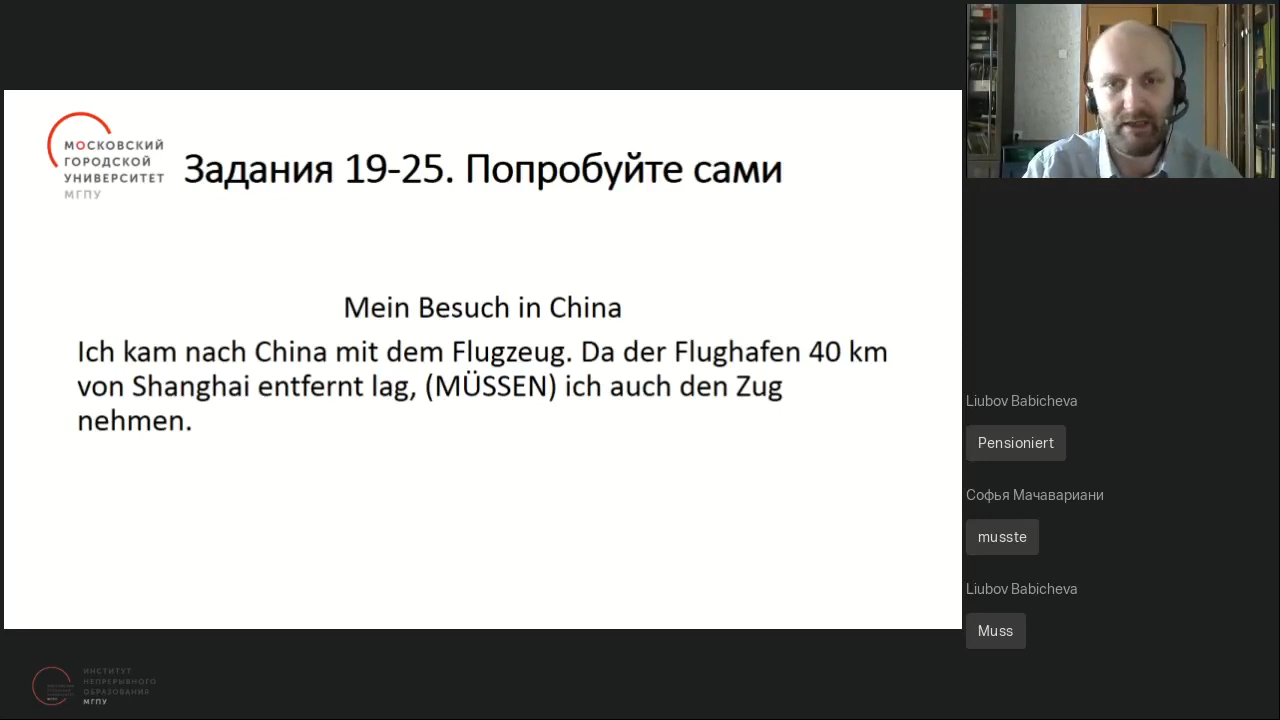 МОСКОВСКИЙ
ГОРОДСКОЙ
УНИВЕРСИТЕТ
МГПУ
Задания 19-25. Попробуйте сами
Mein Besuch in China
Ich kam nach China mit dem Flugzeug. Da der Flughafen 40 km
von Shanghai entfernt lag, (MÜSSEN) ich auch den Zug
nehmen.
Liubov Babicheva
Pensioniert
Софья Мачавариани
musste
Liubov Babicheva
Muss
ИНСТИТУТ
НЕПРЕРЫВНОГО
ОБРАЗОВАНИЯ
МГПУ